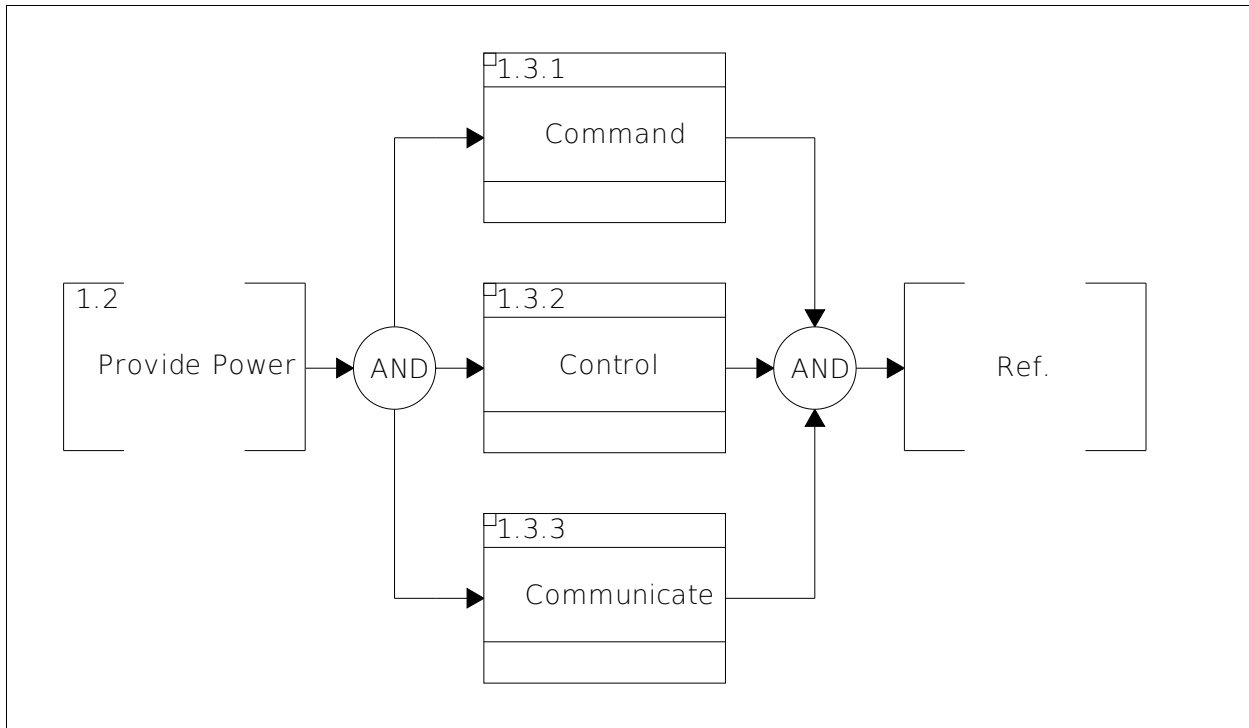 1.3.1
Command
1.2
Provide Power
AND
1.3.2
Control
AND
Ref.
1.3.3
Communicate